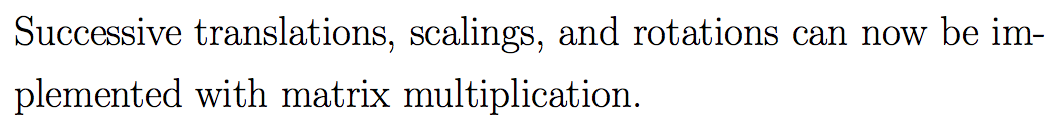 Successive translations, scalings, and rotations can now be im-
plemented with matrix multiplication.